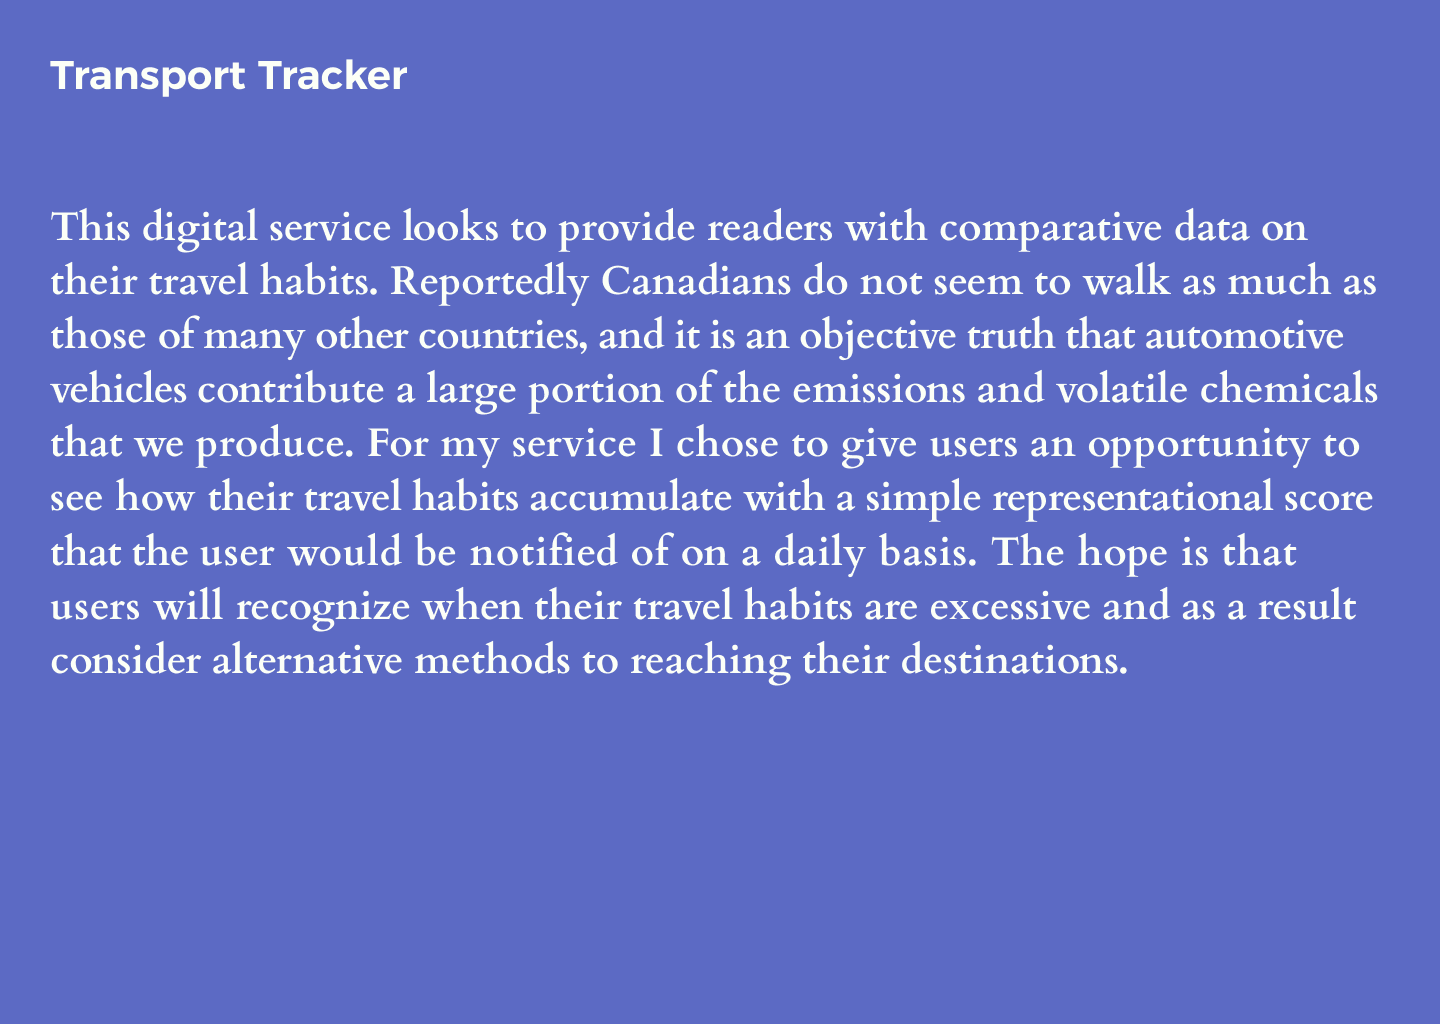 Transport Tracker
This digital service looks to provide readers with comparative data on
their travel habits. Reportedly Canadians do not seem to walk as much as
those of many other countries, and it is an objective truth that automotive
vehicles contribute a large portion of the emissions and volatile chemicals
that we produce. For my service I chose to give users an opportunity to
see how their travel habits accumulate with a simple representational score
that the user would be notified of on a daily basis. The hope is that
users will recognize when their travel habits are excessive and as a result
consider alternative methods to reaching their destinations.